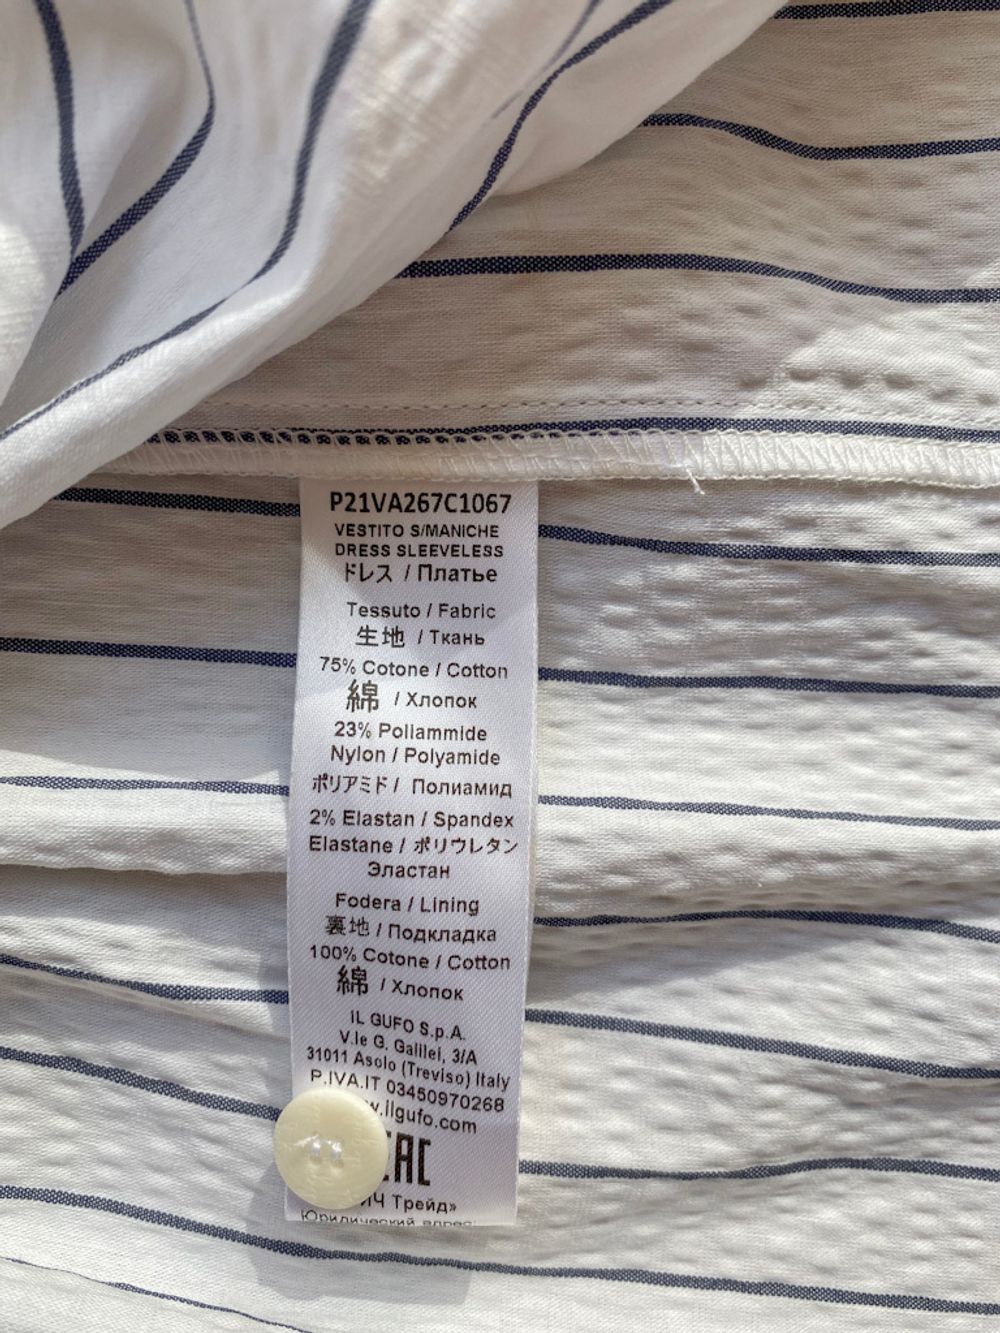 P21VA267C1067
VESTITO S/MANICHE
DRESS SLEEVELESS
ドレス / Платье
Tessuto / Fabric
生地 / Ткань
75% Cotone / Cotton
綿 / Хлопок
23% Poliammide
Nylon / Polyamide
ポリアミド / Полиамид
2% Elastan / Spandex
Elastane / ポリウレタン
Эластан
Fodera / Lining
裏地 / Подкладка
100% Cotone / Cotton
綿 / Хлопок
IL GUFO S.p.A.
V.le G. Galilei, 3/A
31011 Asolo (Treviso) Italy
P.IVA.IT 03450970268
w.ilgufo.com
EAC
Трейд»
Юридический адрес